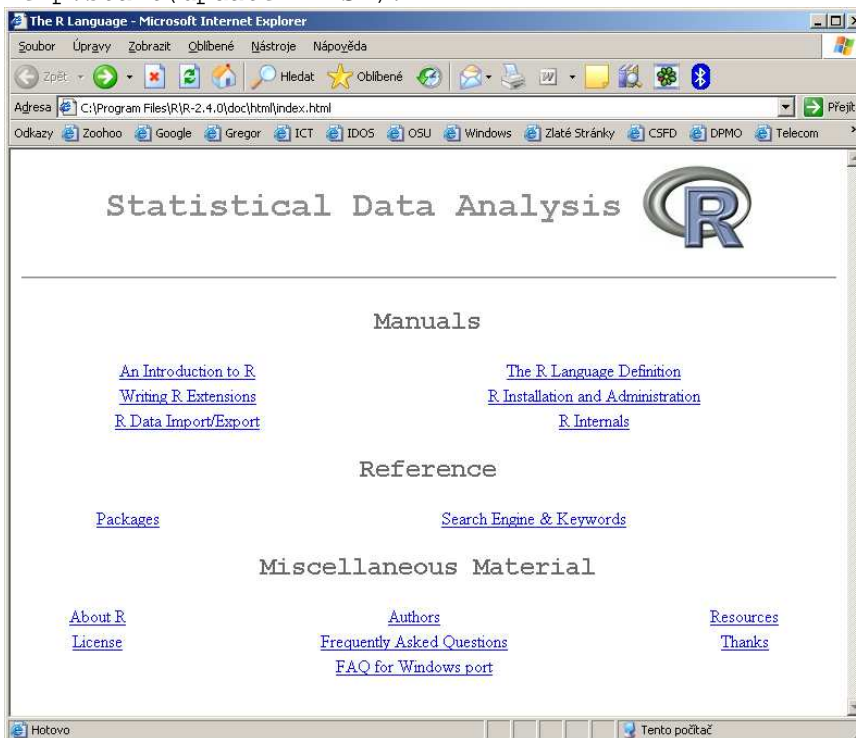 The R Language - Microsoft Internet Explorer
Soubor Úpravy Zobrazit Oblíbené Nástroje Nápověda
Zpět Hledat Oblíbené
Adresa C:\Program Files\R\R-2.4.0\doc\html\index.html Přejít
Odkazy Zoohoo Google Gregor ICT IDOS OSU Windows Zlaté Stránky CSFD DPMO Telecom
Statistical Data Analysis R
Manuals
An Introduction to R The R Language Definition
Writing R Extensions R Installation and Administration
R Data Import/Export R Internals
Reference
Packages Search Engine & Keywords
Miscellaneous Material
About R Authors Resources
License Frequently Asked Questions Thanks
FAQ for Windows port
Hotovo Tento počítač